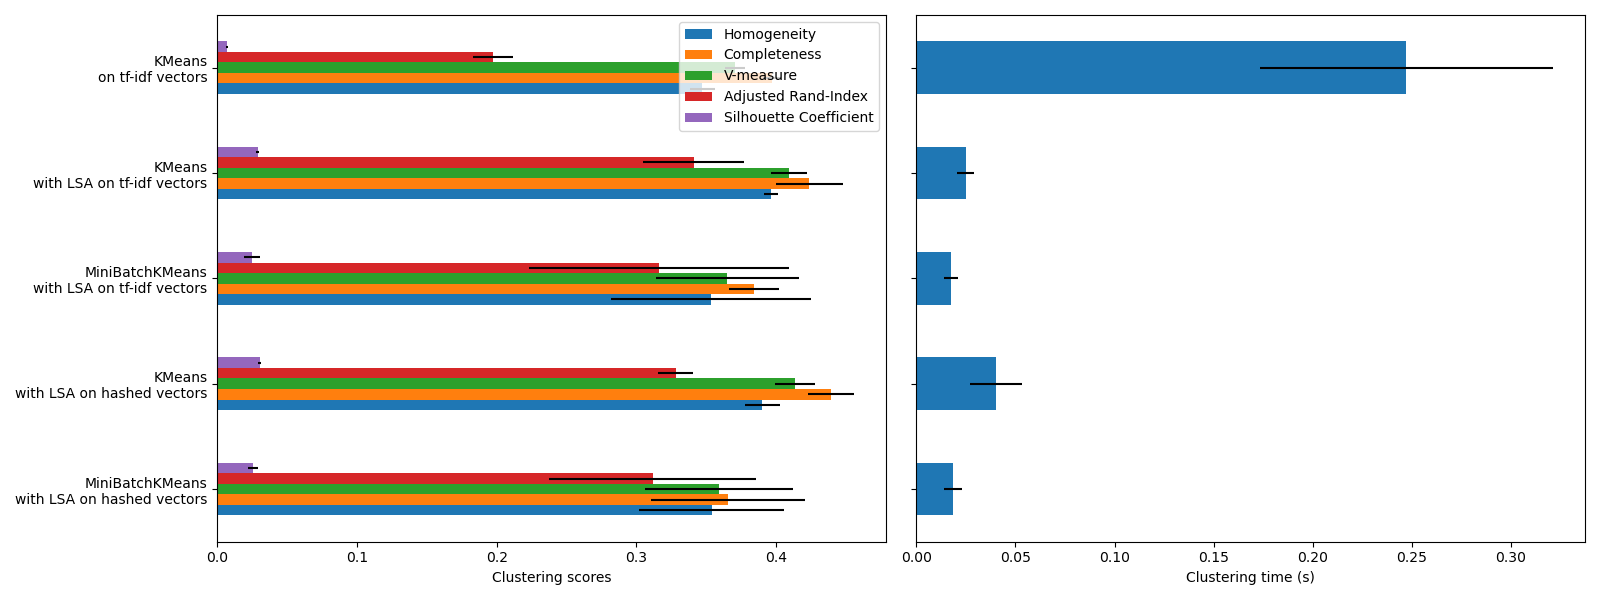 KMeans
on tf-idf vectors
KMeans
with LSA on tf-idf vectors
MiniBatchKMeans
with LSA on tf-idf vectors
KMeans
with LSA on hashed vectors
MiniBatchKMeans
with LSA on hashed vectors
Homogeneity
Completeness
V-measure
Adjusted Rand-Index
Silhouette Coefficient
0.0 0.1 0.2 0.3 0.4
Clustering scores
0.00 0.05 0.10 0.15 0.20 0.25 0.30
Clustering time (s)